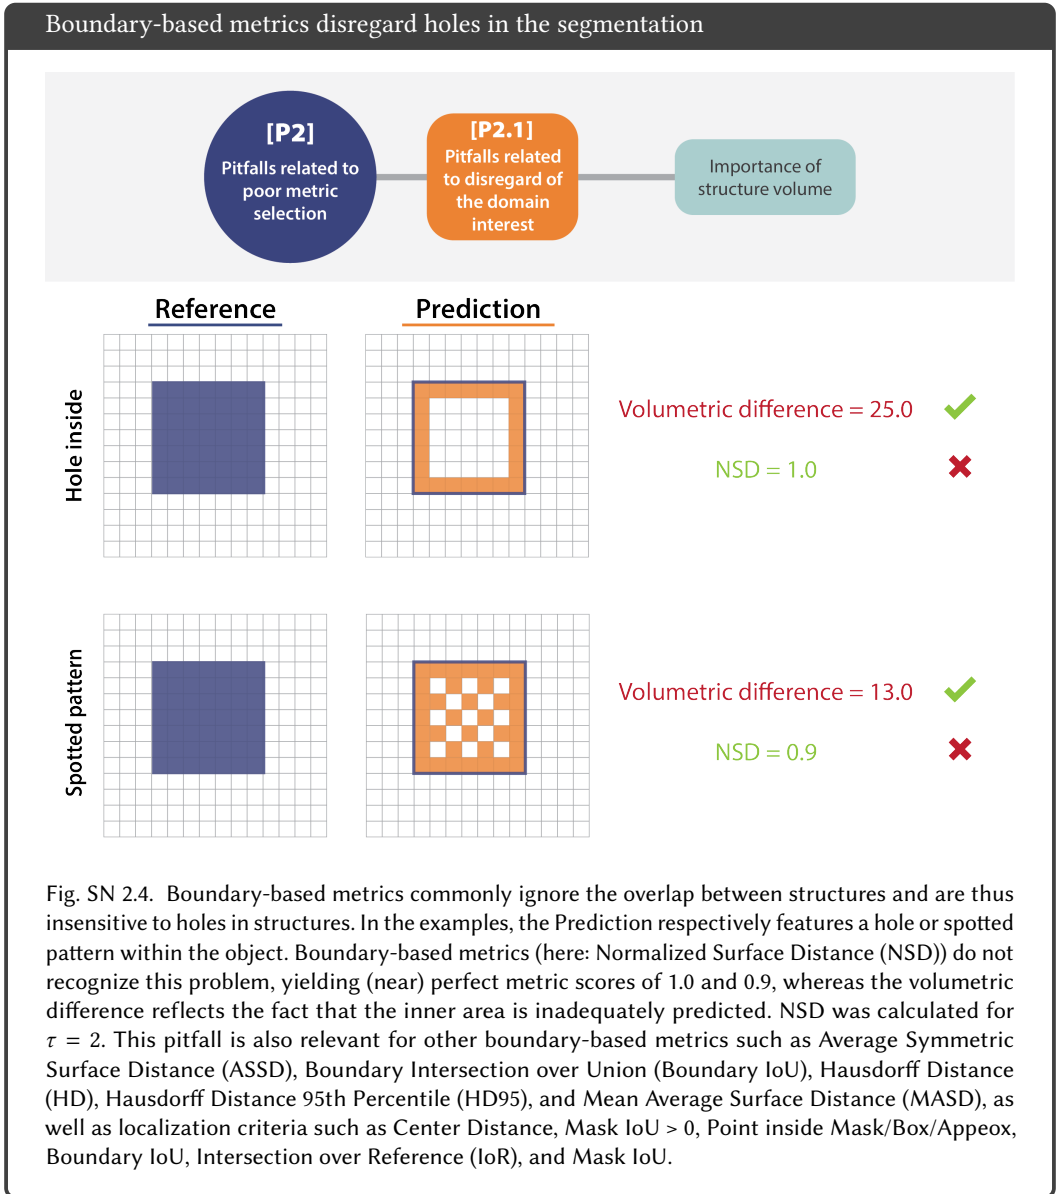 Boundary-based metrics disregard holes in the segmentation
[P2]
Pitfalls related to
poor metric
selection
[P2.1]
Pitfalls related
to disregard of
the domain
interest
Importance of
structure volume
Reference
Prediction
Hole inside
Volumetric difference = 25.0
NSD = 1.0
Spotted pattern
Volumetric difference = 13.0
NSD = 0.9
Fig. SN 2.4. Boundary-based metrics commonly ignore the overlap between structures and are thus
insensitive to holes in structures. In the examples, the Prediction respectively features a hole or spotted
pattern within the object. Boundary-based metrics (here: Normalized Surface Distance (NSD)) do not
recognize this problem, yielding (near) perfect metric scores of 1.0 and 0.9, whereas the volumetric
difference reflects the fact that the inner area is inadequately predicted. NSD was calculated for
τ = 2. This pitfall is also relevant for other boundary-based metrics such as Average Symmetric
Surface Distance (ASSD), Boundary Intersection over Union (Boundary IoU), Hausdorff Distance
(HD), Hausdorff Distance 95th Percentile (HD95), and Mean Average Surface Distance (MASD), as
well as localization criteria such as Center Distance, Mask IoU > 0, Point inside Mask/Box/Appeox,
Boundary IoU, Intersection over Reference (IoR), and Mask IoU.